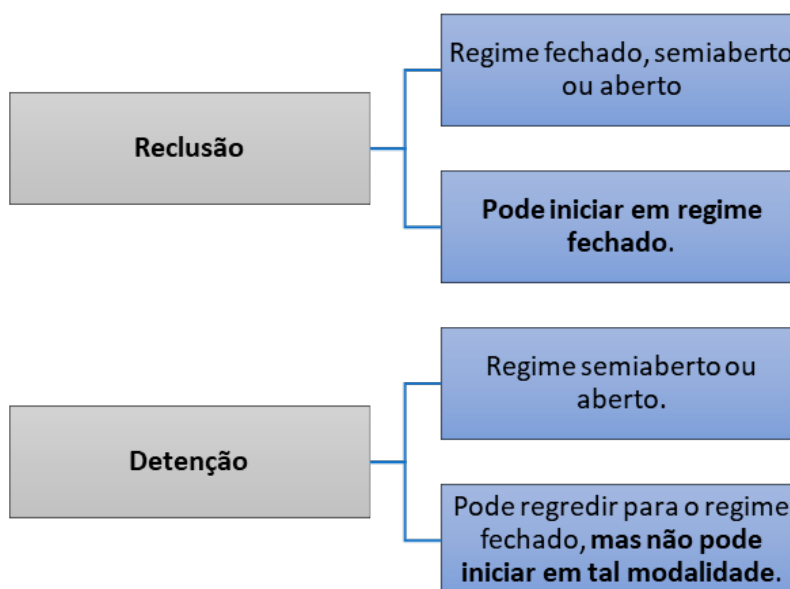 Reclusão
Regime fechado, semiaberto
ou aberto
Pode iniciar em regime
fechado.
Detenção
Regime semiaberto ou
aberto.
Pode regredir para o regime
fechado, mas não pode
iniciar em tal modalidade.